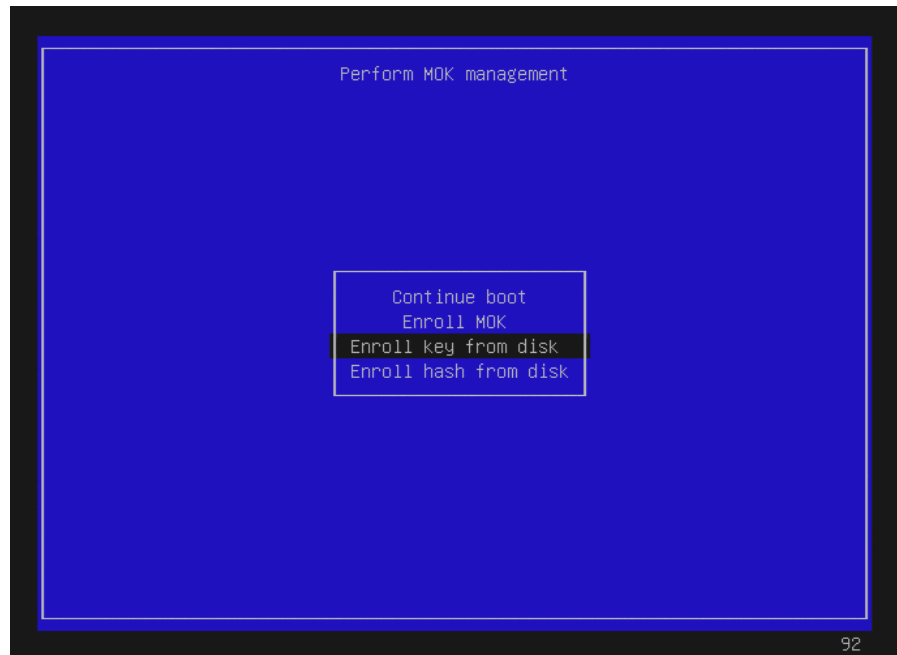 Perform MOK management
Continue boot
Enroll MOK
Enroll key from disk
Enroll hash from disk
92